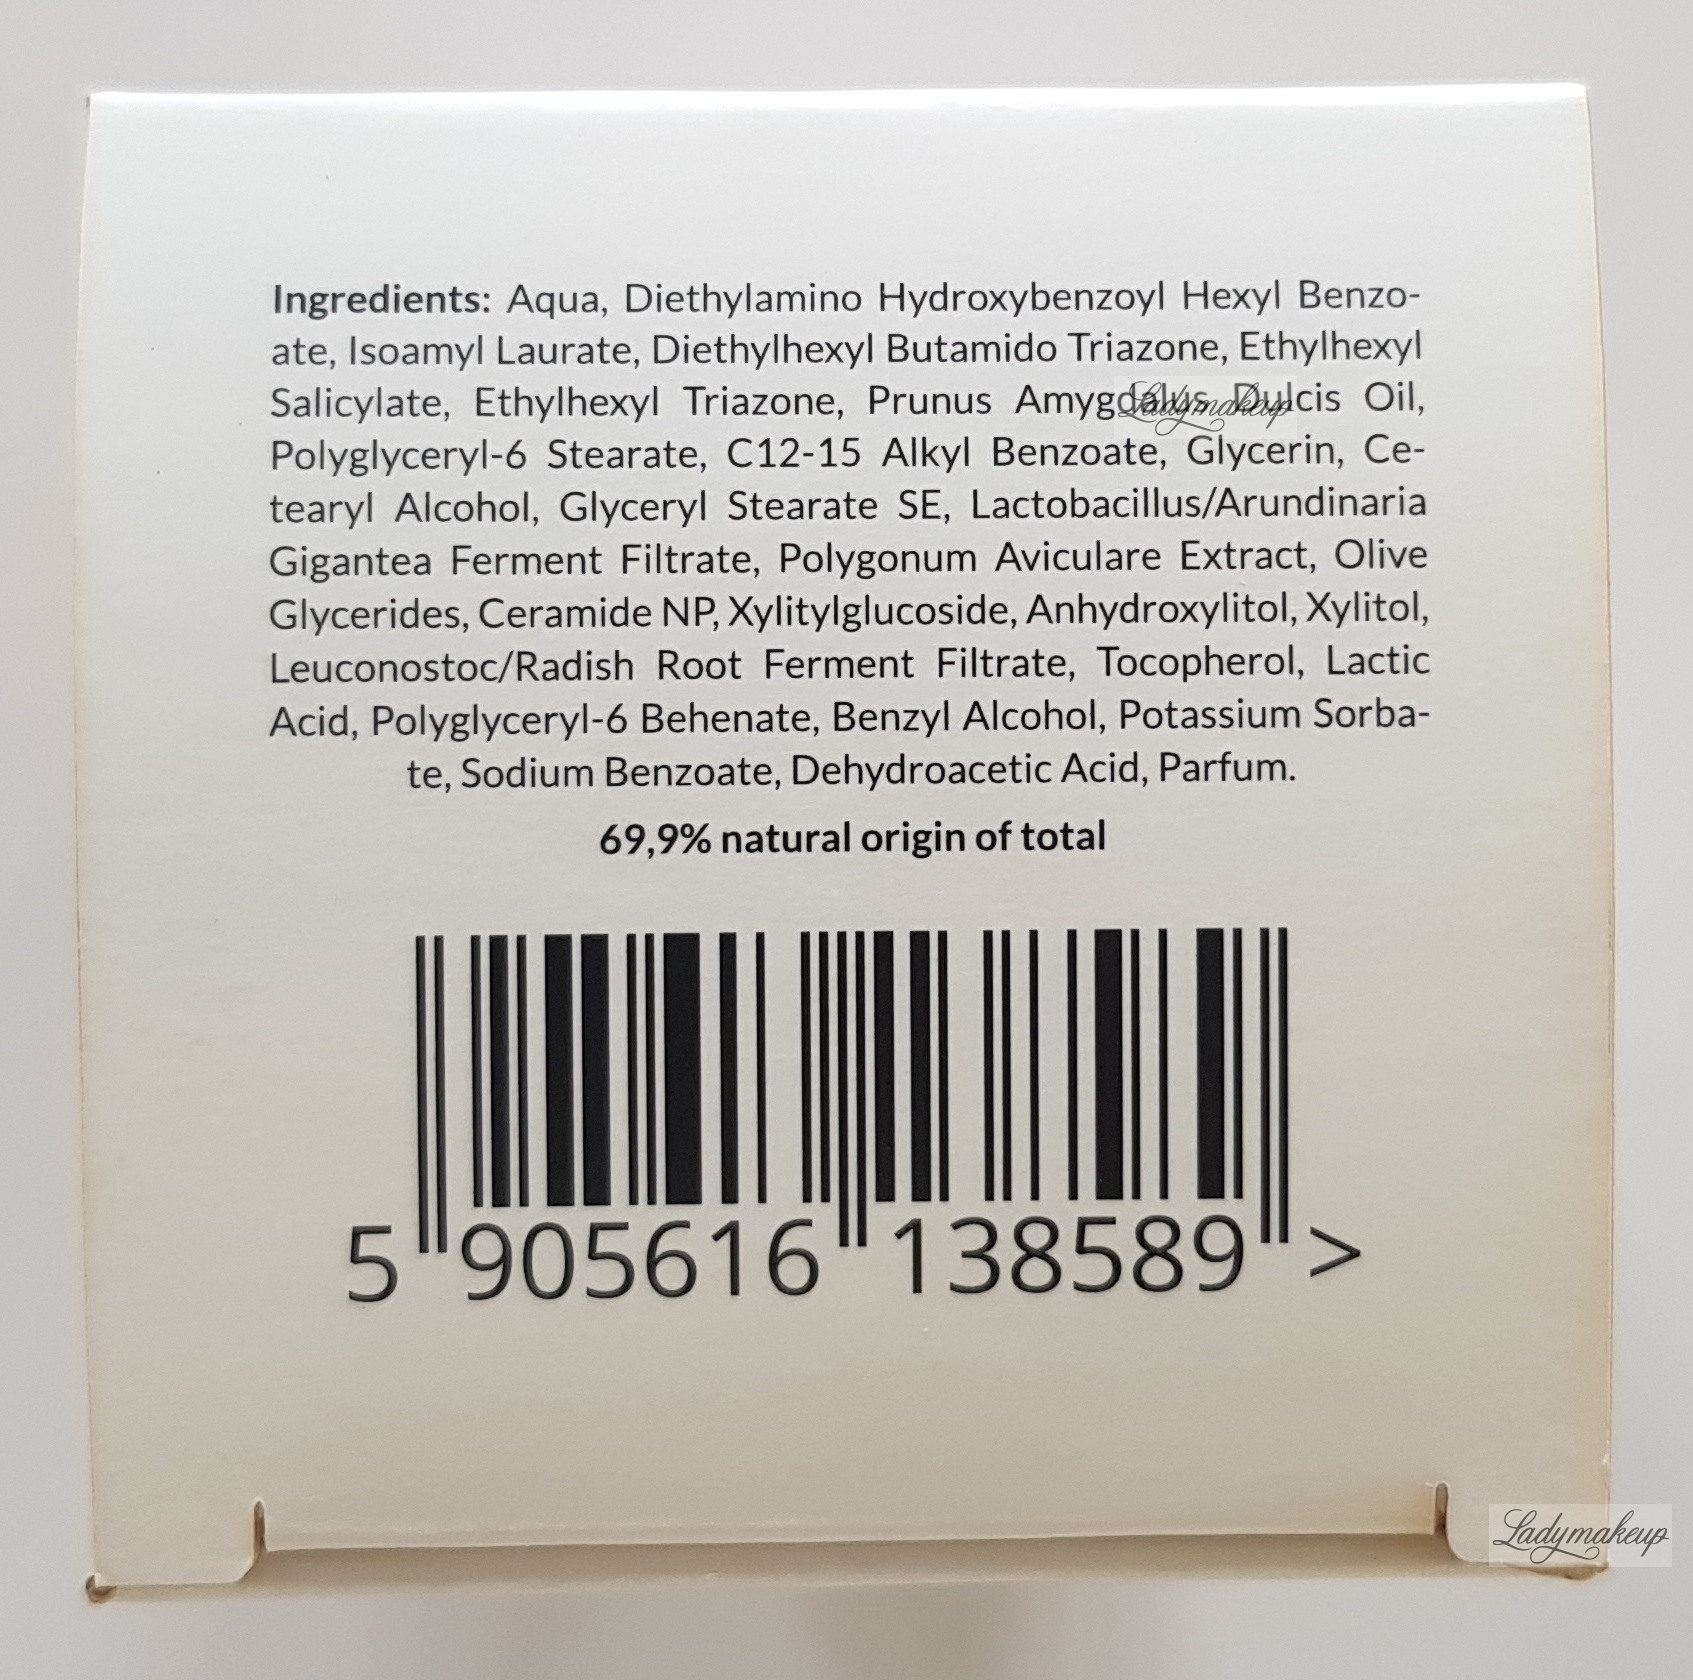 Ingredients: Aqua, Diethylamino Hydroxybenzoyl Hexyl Benzo-
ate, Isoamyl Laurate, Diethylhexyl Butamido Triazone, Ethylhexyl
Salicylate, Ethylhexyl Triazone, Prunus Amygdalus Dulcis Oil,
Ladymakeup
Polyglyceryl-6 Stearate, C12-15 Alkyl Benzoate, Glycerin, Ce-
tearyl Alcohol, Glyceryl Stearate SE, Lactobacillus/Arundinaria
Gigantea Ferment Filtrate, Polygonum Aviculare Extract, Olive
Glycerides, Ceramide NP, Xylitylglucoside, Anhydroxylitol, Xylitol,
Leuconostoc/Radish Root Ferment Filtrate, Tocopherol, Lactic
Acid, Polyglyceryl-6 Behenate, Benzyl Alcohol, Potassium Sorba-
te, Sodium Benzoate, Dehydroacetic Acid, Parfum.
69,9% natural origin of total
5 905616 138589 >
Ladymakeup